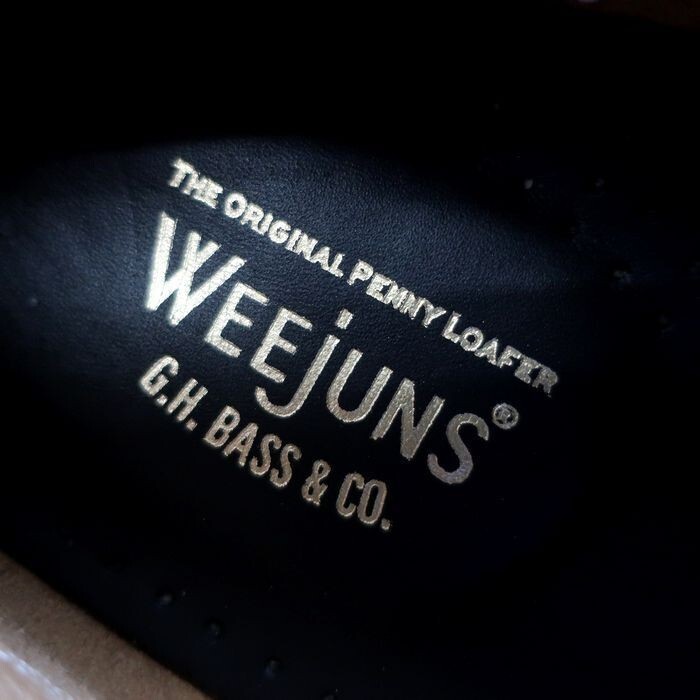 THE ORIGINAL PENNY LOAFER
WEEJUNS®
G.H. BASS & CO.